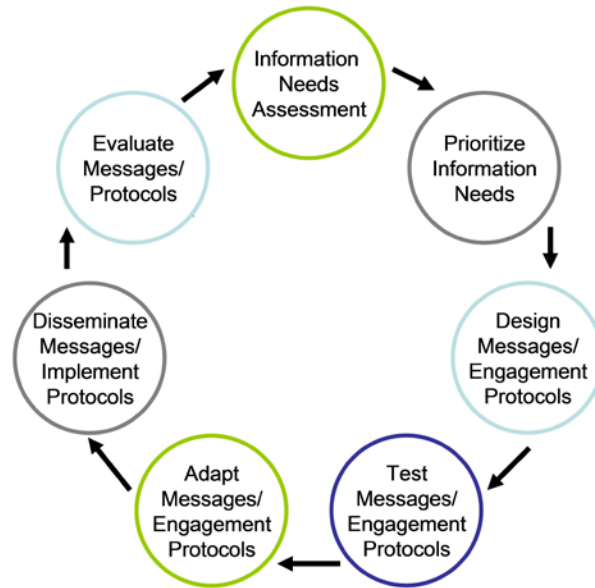 Information
Needs
Assessment
Prioritize
Information
Needs
Design
Messages/
Engagement
Protocols
Test
Messages/
Engagement
Protocols
Adapt
Messages/
Engagement
Protocols
Disseminate
Messages/
Implement
Protocols
Evaluate
Messages/
Protocols